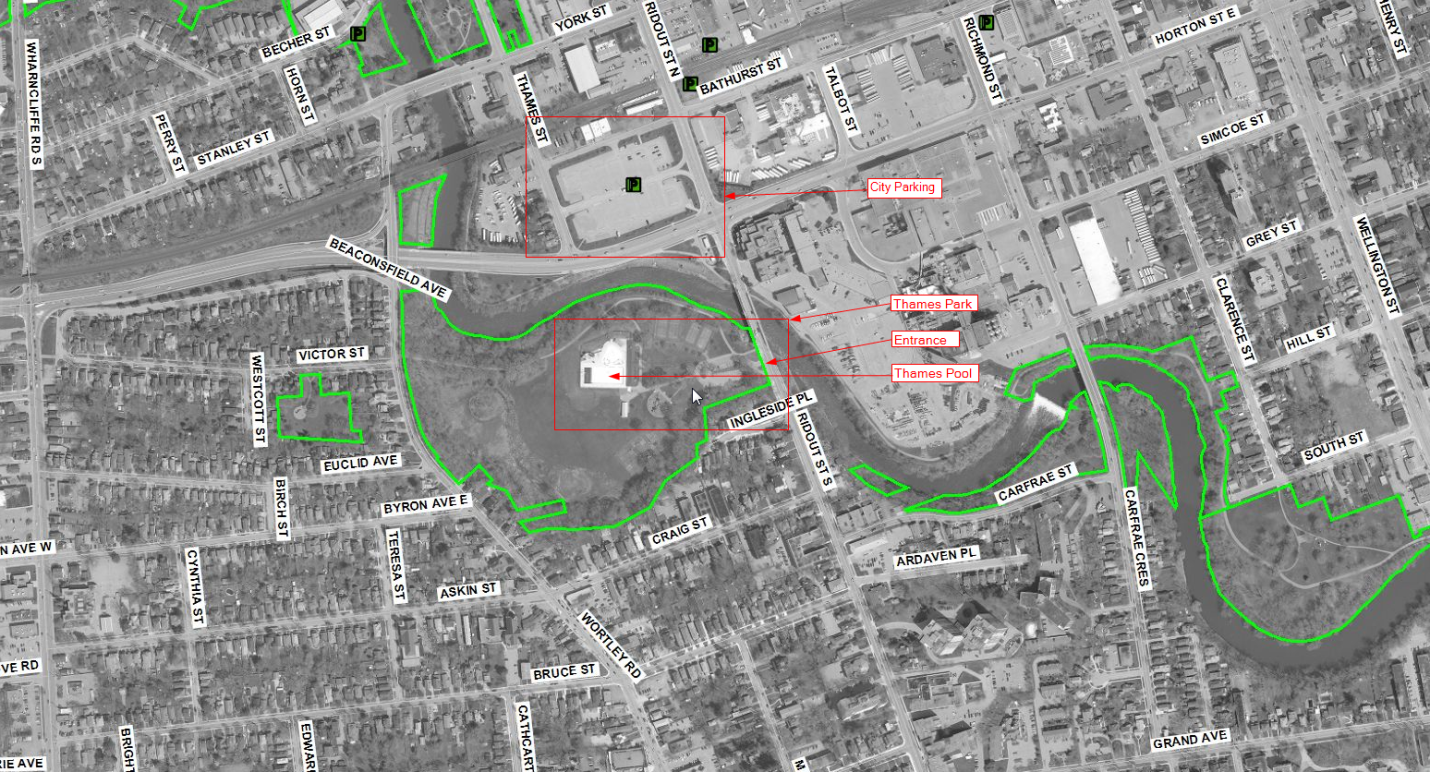 YORK ST
RIDOUT ST N
RICHMOND ST
HORTON ST E
HENRY ST
BECHER ST
WHARNCLIFFE RD S
HORN ST
BATHURST ST
THAMES ST
TALBOT ST
PERRY ST
STANLEY ST
SIMCOE ST
P
P
P
P
P
City Parking
GREY ST
WELLINGTON ST
BEACONSFIELD AVE
CLARENCE ST
Thames Park
Entrance
Thames Pool
HILL ST
VICTOR ST
WESTCOTT ST
INGLESIDE PL
RIDOUT ST S
SOUTH ST
EUCLID AVE
BIRCH ST
CARFRAE ST
CARFRAE CRES
BYRON AVE E
CRAIG ST
N AVE W
CYNTHIA ST
TERESA ST
ARDAVEN PL
ASKIN ST
WORTLEY RD
VE RD
BRUCE ST
CATHCART
BRIGHT
EDWAR
M
GRAND AVE
RIE AVE